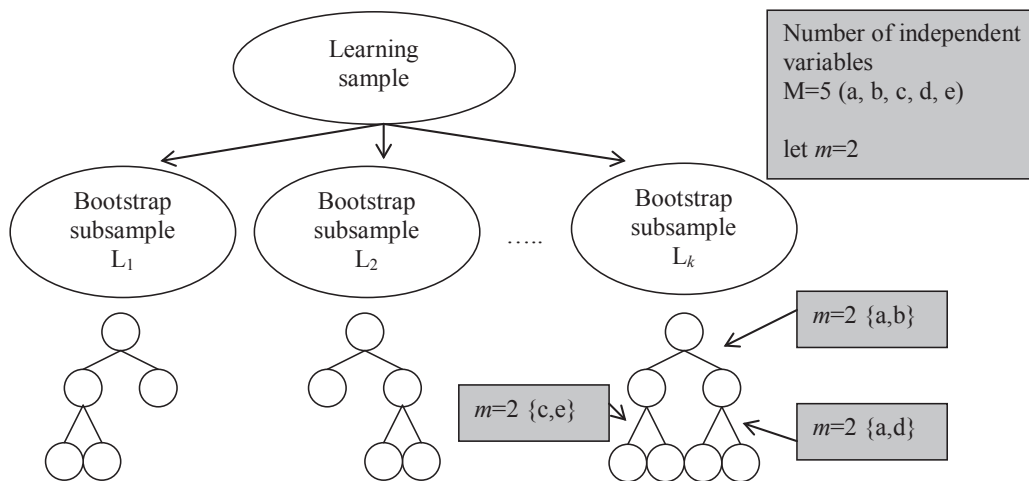 Learning
sample
Number of independent
variables
M=5 (a, b, c, d, e)
let m=2
Bootstrap
subsample
L₁
Bootstrap
subsample
L₂
.....
Bootstrap
subsample
Lₖ
m=2 {a,b}
m=2 {c,e}
m=2 {a,d}